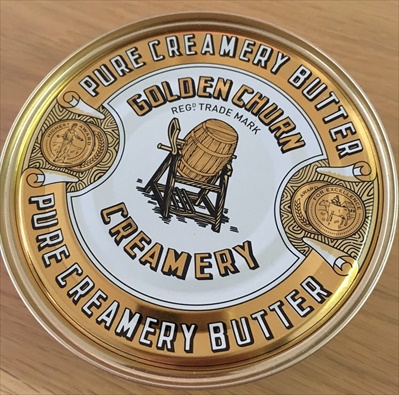 PURE CREAMERY BUTTER
GOLDEN CHURN
REGD TRADE MARK
CREAMERY
PURE CREAMERY BUTTER